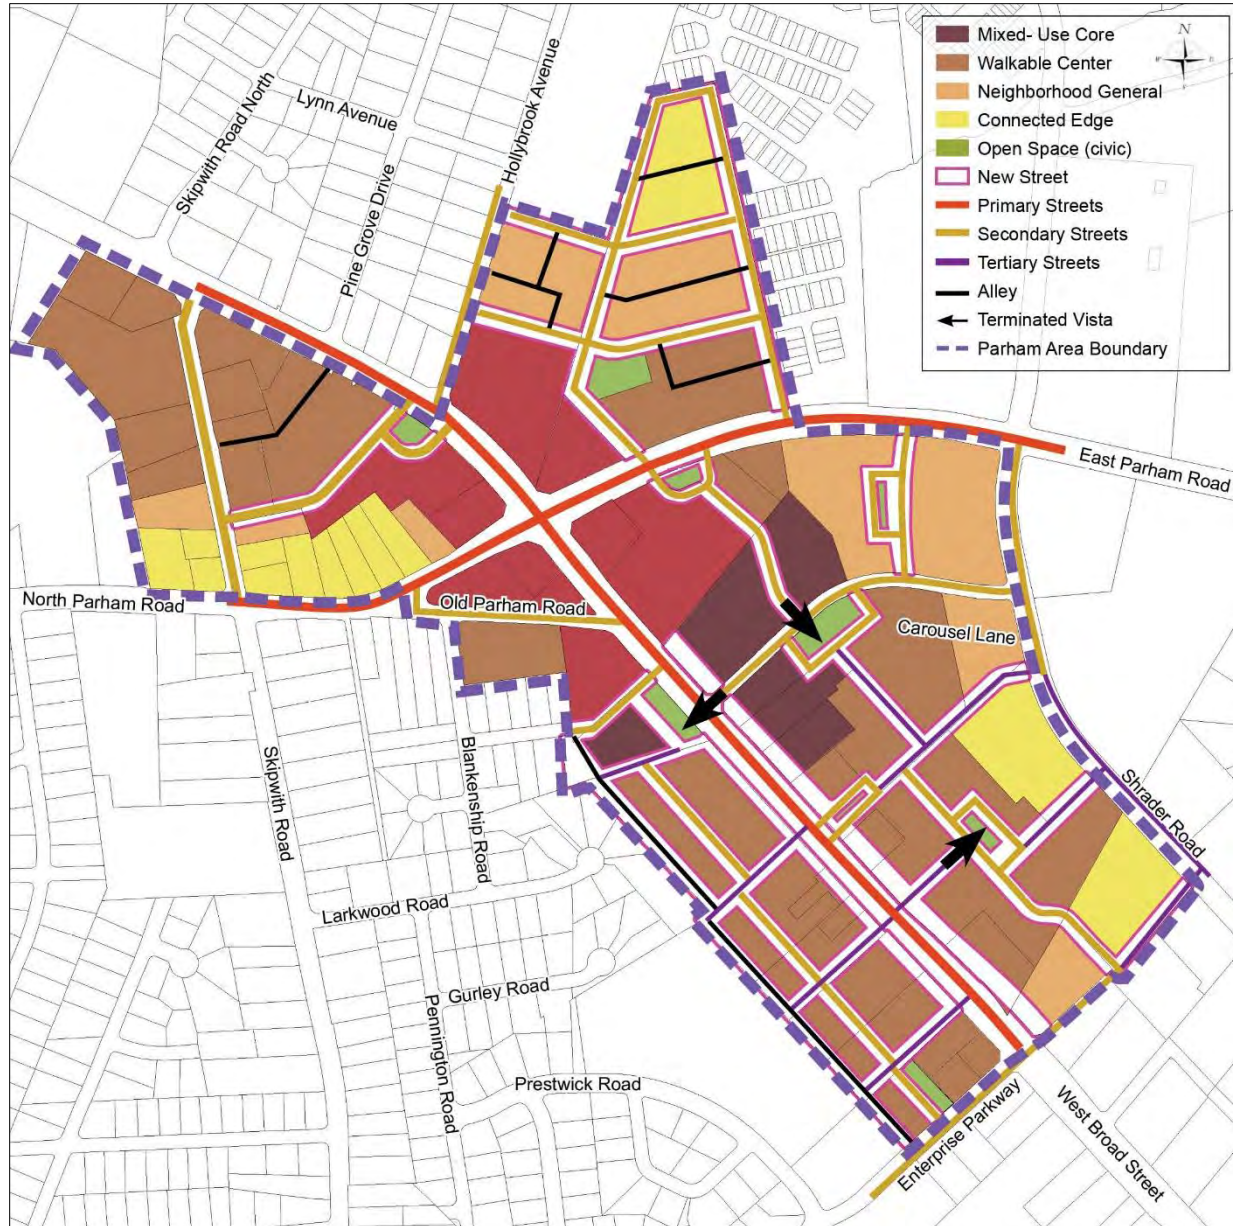 Mixed- Use Core
Walkable Center
Neighborhood General
Connected Edge
Open Space (civic)
New Street
Primary Streets
Secondary Streets
Tertiary Streets
Alley
Terminated Vista
Parham Area Boundary
N
Skipwith Road North
Lynn Avenue
Pine Grove Drive
Hollybrook Avenue
East Parham Road
North Parham Road
Old Parham Road
Carousel Lane
Shrader Road
Skipwith Road
Blankenship Road
Larkwood Road
Gurley Road
Pennington Road
Prestwick Road
Enterprise Parkway
West Broad Street